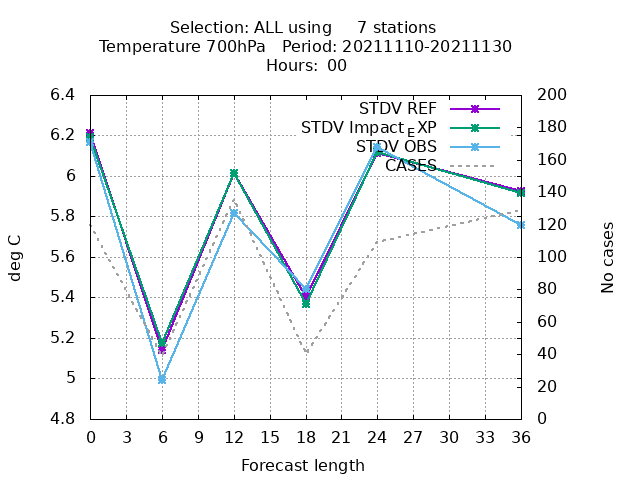 Selection: ALL using     7 stations
Temperature 700hPa   Period: 20211110-20211130
Hours:  00
STDV REF
STDV Impact_EXP
STDV OBS
CASES
deg C
No cases
6.4
6.2
6
5.8
5.6
5.4
5.2
5
4.8
200
180
160
140
120
100
80
60
40
20
0
0 3 6 9 12 15 18 21 24 27 30 33 36
Forecast length